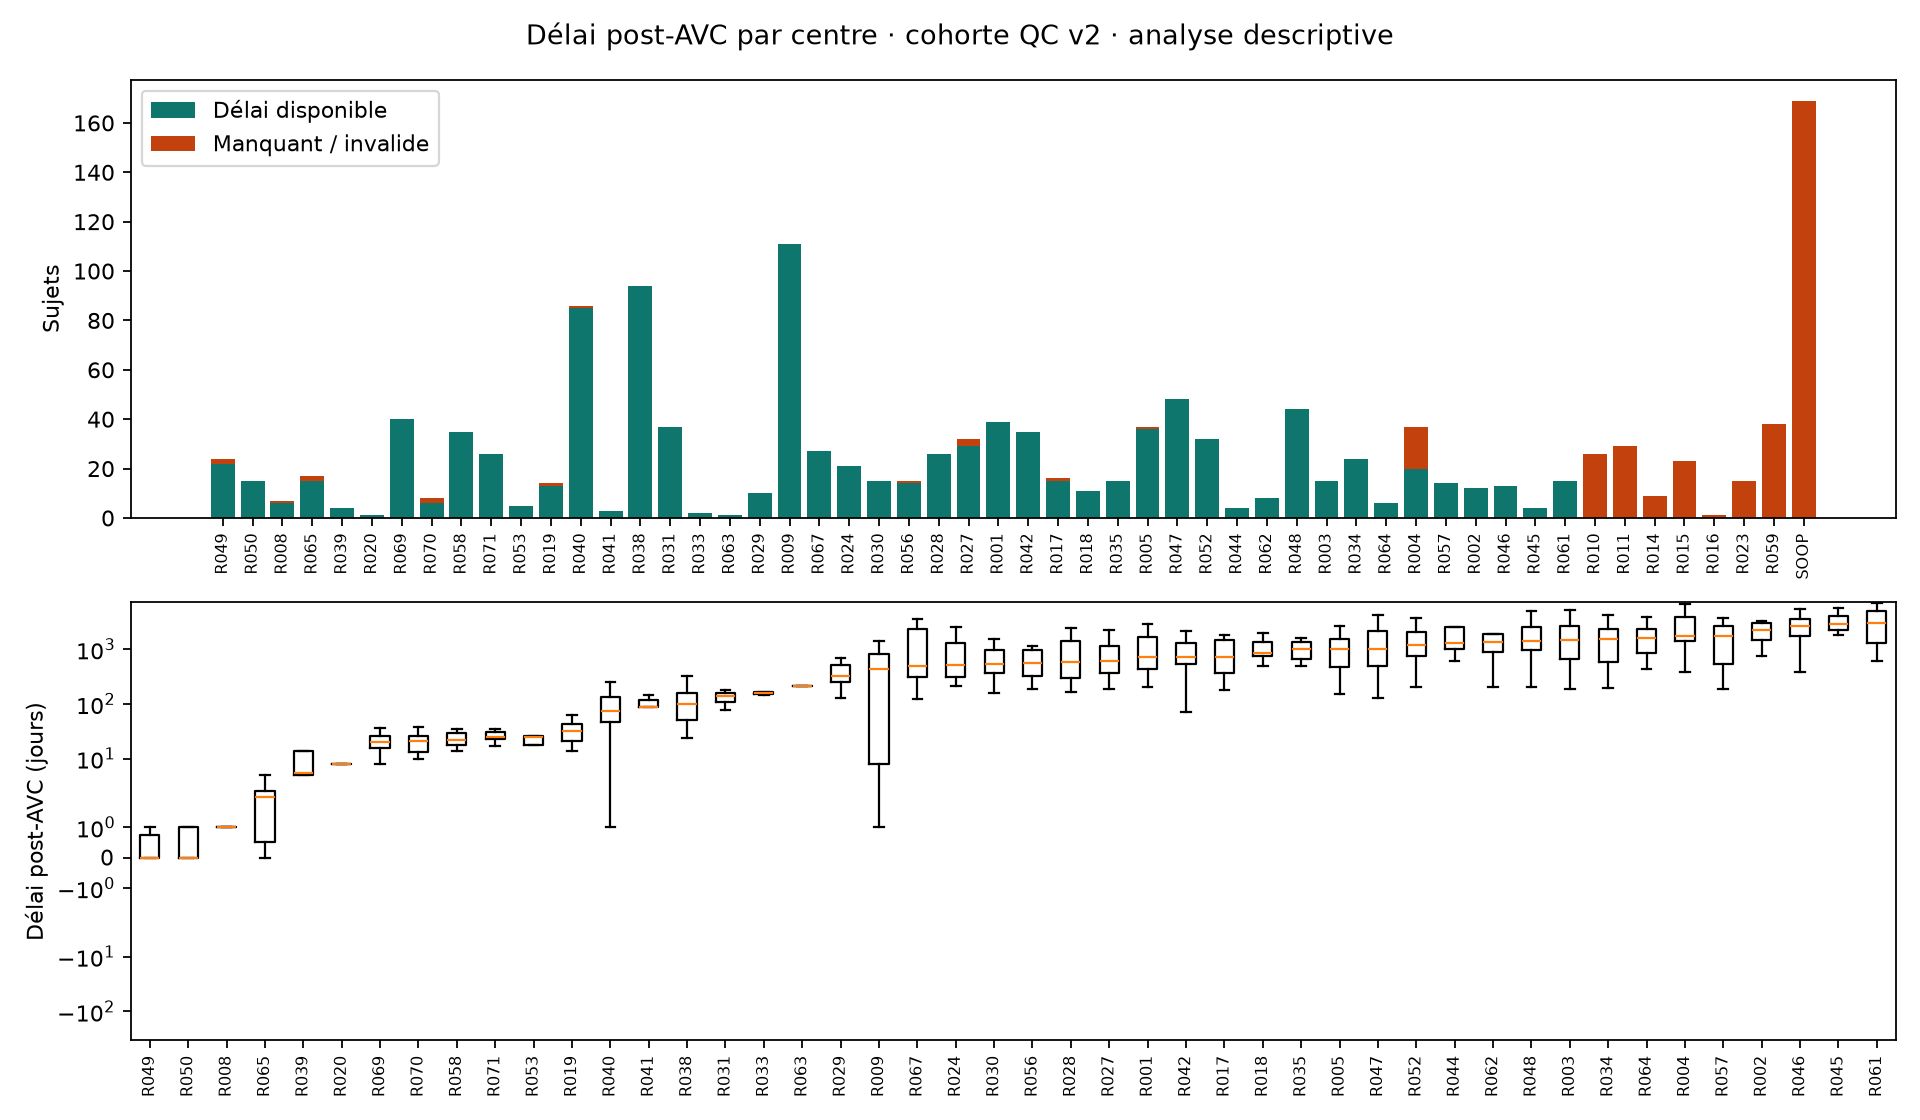 Délai post-AVC par centre · cohorte QC v2 · analyse descriptive
Délai disponible
Manquant / invalide
Sujets
160
140
120
100
80
60
40
20
0
R049 R050 R008 R065 R039 R020 R069 R070 R058 R071 R053 R019 R040 R041 R038 R031 R033 R063 R029 R009 R067 R024 R030 R056 R028 R027 R001 R042 R017 R018 R035 R005 R047 R052 R044 R062 R048 R003 R034 R064 R004 R057 R002 R046 R045 R061 R010 R011 R014 R015 R016 R023 R059 SOOP
Délai post-AVC (jours)
10³
10²
10¹
10⁰
0
−10⁰
−10¹
−10²
R049 R050 R008 R065 R039 R020 R069 R070 R058 R071 R053 R019 R040 R041 R038 R031 R033 R063 R029 R009 R067 R024 R030 R056 R028 R027 R001 R042 R017 R018 R035 R005 R047 R052 R044 R062 R048 R003 R034 R064 R004 R057 R002 R046 R045 R061